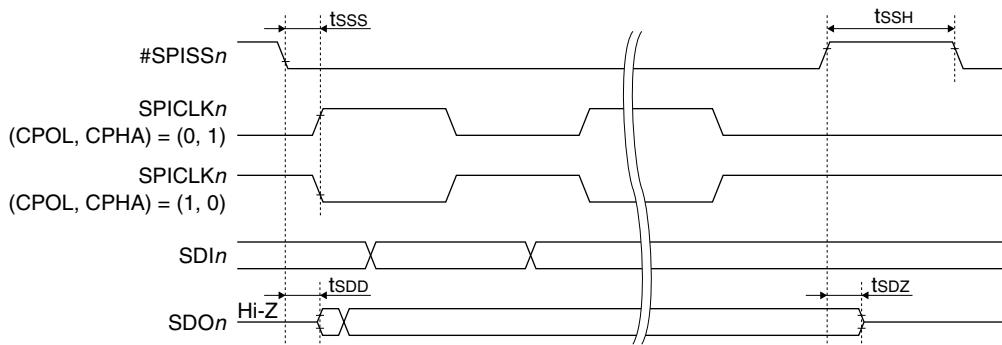 tSSS
tSSH
#SPISSn
SPICLKn
(CPOL, CPHA) = (0, 1)
SPICLKn
(CPOL, CPHA) = (1, 0)
SDIn
tSDD
tSDZ
Hi-Z
SDOn